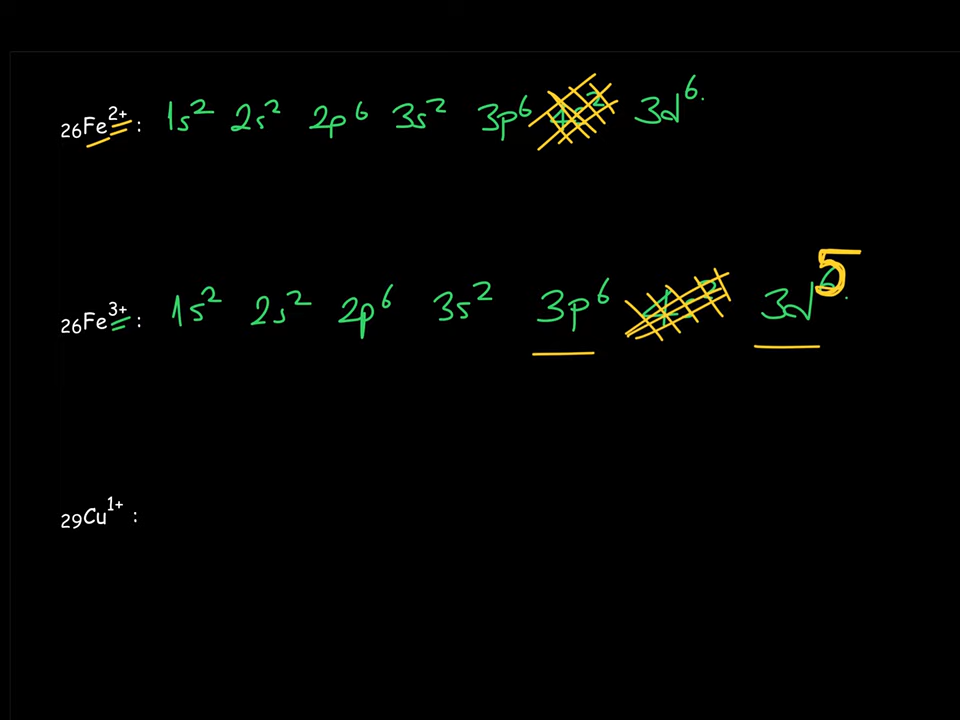 ₂₆Fe²⁺ : 1s² 2s² 2p⁶ 3s² 3p⁶ 4s² 3d⁶.
₂₆Fe³⁺ : 1s² 2s² 2p⁶ 3s² 3p⁶ 4s² 3d⁵
₂₉Cu¹⁺ :